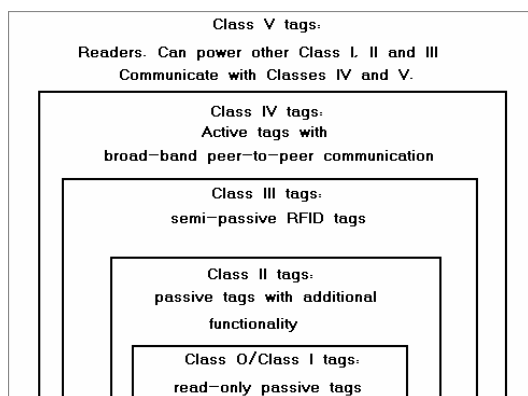 Class V tags:
Readers. Can power other Class I, II and III
Communicate with Classes IV and V.
Class IV tags:
Active tags with
broad-band peer-to-peer communication
Class III tags:
semi-passive RFID tags
Class II tags:
passive tags with additional
functionality
Class 0/Class I tags:
read-only passive tags